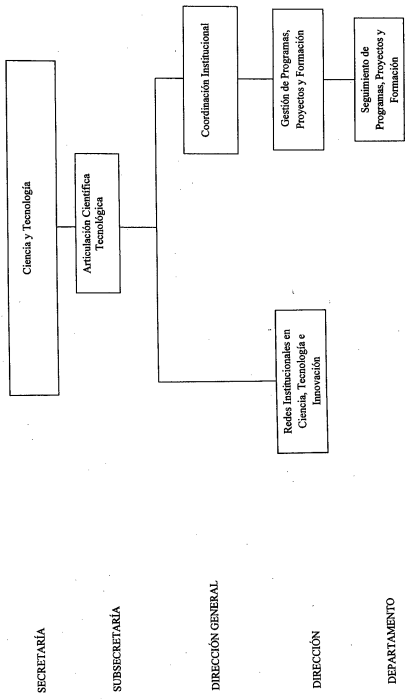 SECRETARÍA
Ciencia y Tecnología
SUBSECRETARÍA
Articulación Científica
Tecnológica
DIRECCIÓN GENERAL
Coordinación Institucional
DIRECCIÓN
Redes Institucionales en
Ciencia, Tecnología e
Innovación
Gestión de Programas,
Proyectos y Formación
DEPARTAMENTO
Seguimiento de
Programas, Proyectos y
Formación